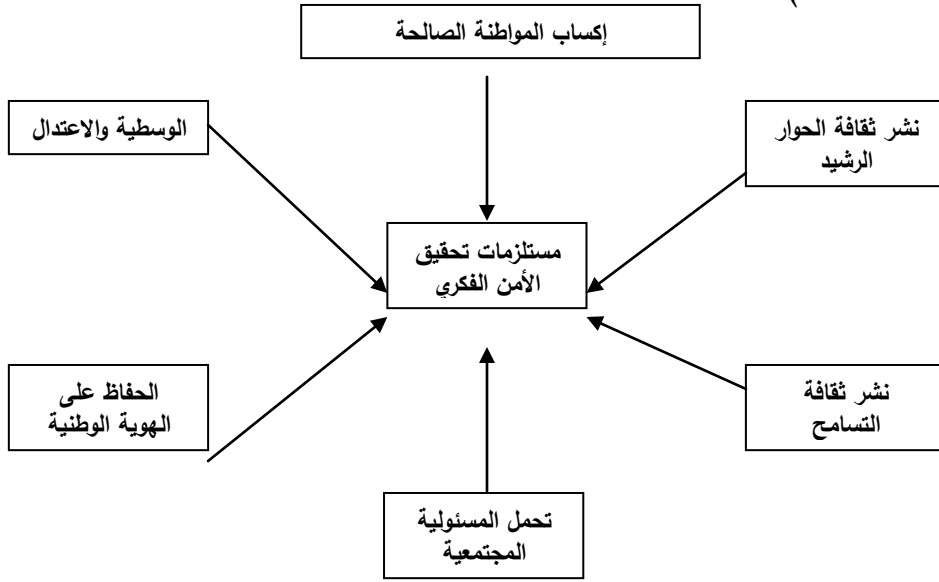 إكساب المواطنة الصالحة
نشر ثقافة الحوار
الرشيد
الوسطية والاعتدال
مستلزمات تحقيق
الأمن الفكري
نشر ثقافة
التسامح
الحفاظ على
الهوية الوطنية
تحمل المسئولية
المجتمعية